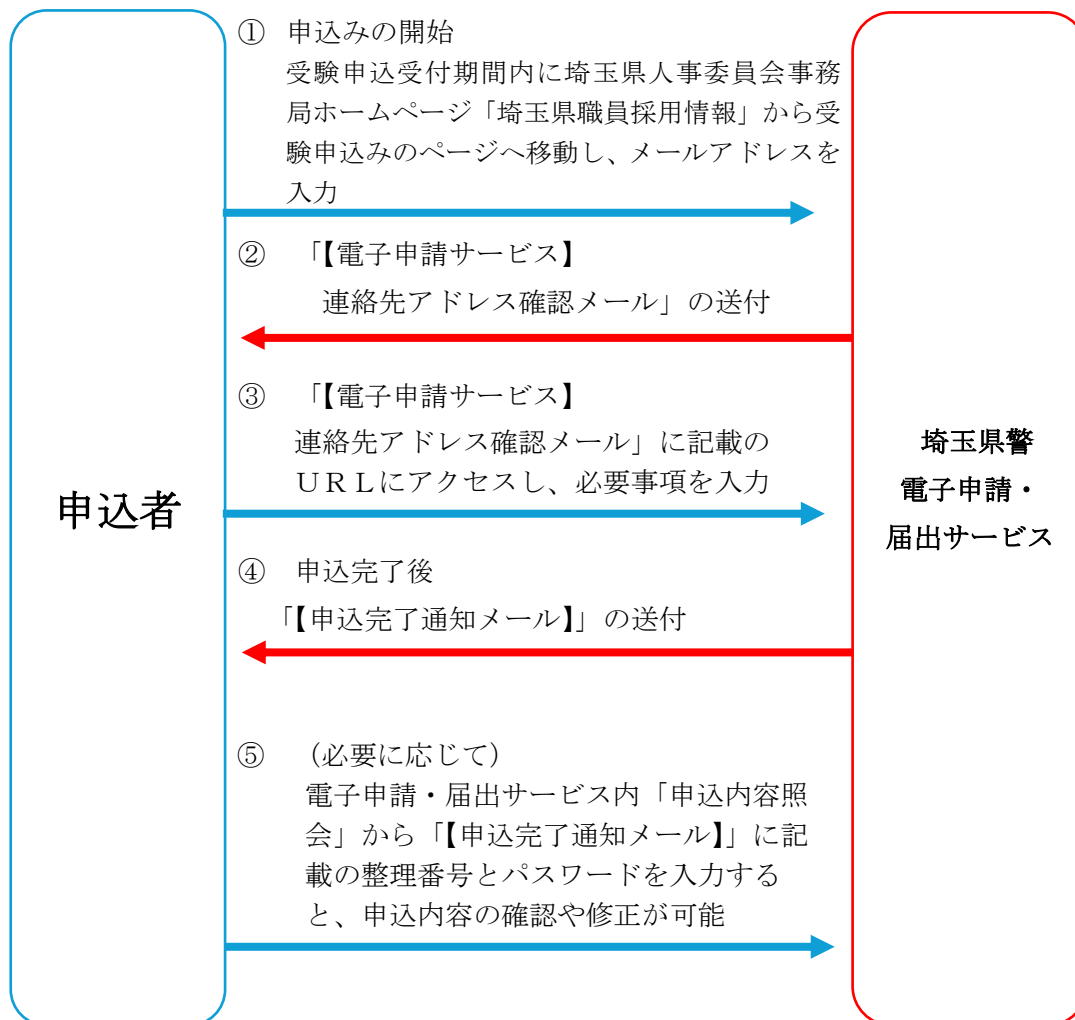 ① 申込みの開始
受験申込受付期間内に埼玉県人事委員会事務
局ホームページ「埼玉県職員採用情報」から受
験申込みのページへ移動し、メールアドレスを
入力
② 「【電子申請サービス】
連絡先アドレス確認メール」の送付
③ 「【電子申請サービス】
連絡先アドレス確認メール」に記載の
ＵＲＬにアクセスし、必要事項を入力
申込者
埼玉県警
電子申請・
届出サービス
④ 申込完了後
「【申込完了通知メール】」の送付
⑤ （必要に応じて）
電子申請・届出サービス内「申込内容照
会」から「【申込完了通知メール】」に記
載の整理番号とパスワードを入力する
と、申込内容の確認や修正が可能